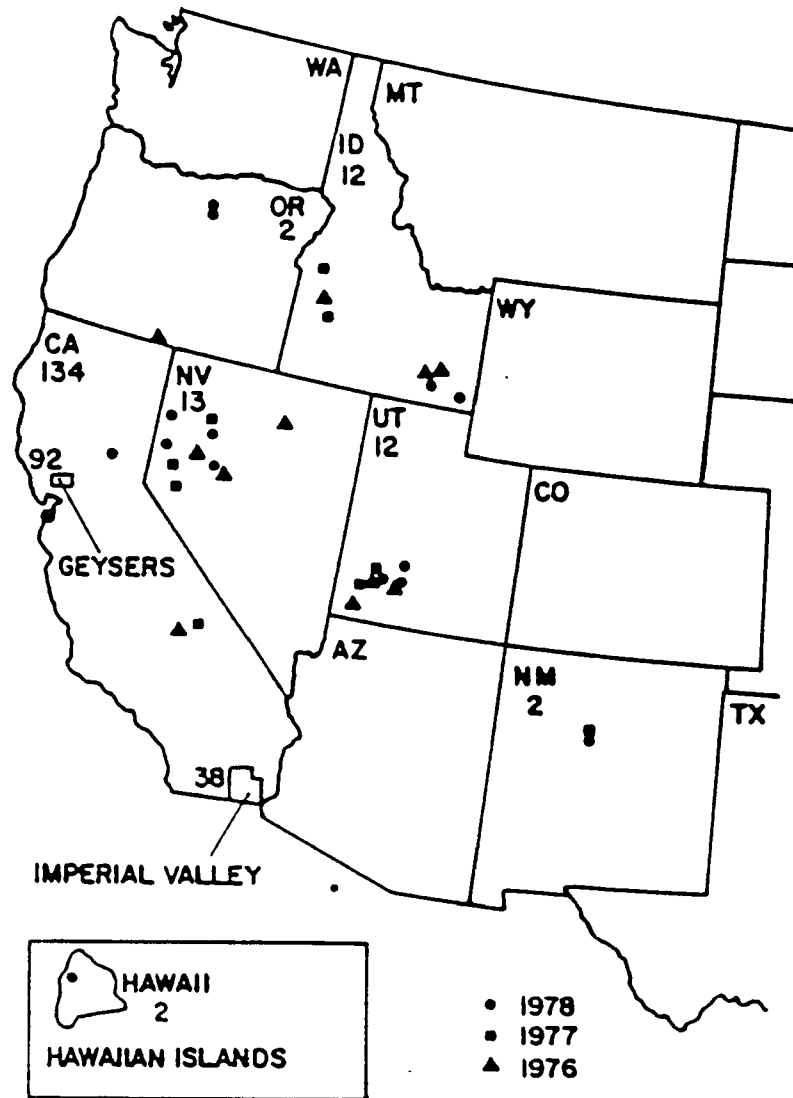 WA
MT
ID
12
OR
2
WY
CA
134
NV
13
UT
12
92
CO
GEYSERS
AZ
NM
2
TX
38
IMPERIAL VALLEY
HAWAII
2
HAWAIIAN ISLANDS
1978
1977
1976